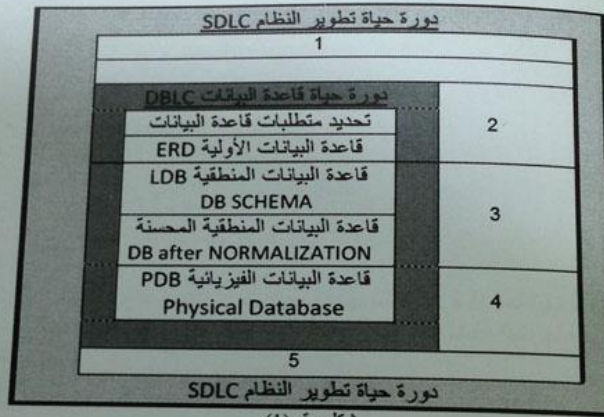 دورة حياة تطوير النظام SDLC
1
دورة حياة قاعدة البيانات DBLC
تحديد متطلبات قاعدة البيانات
قاعدة البيانات الأولية ERD
2
قاعدة البيانات المنطقية LDB
DB SCHEMA
قاعدة البيانات المنطقية المحسنة
DB after NORMALIZATION
3
قاعدة البيانات الفيزيائية PDB
Physical Database
4
5
دورة حياة تطوير النظام SDLC